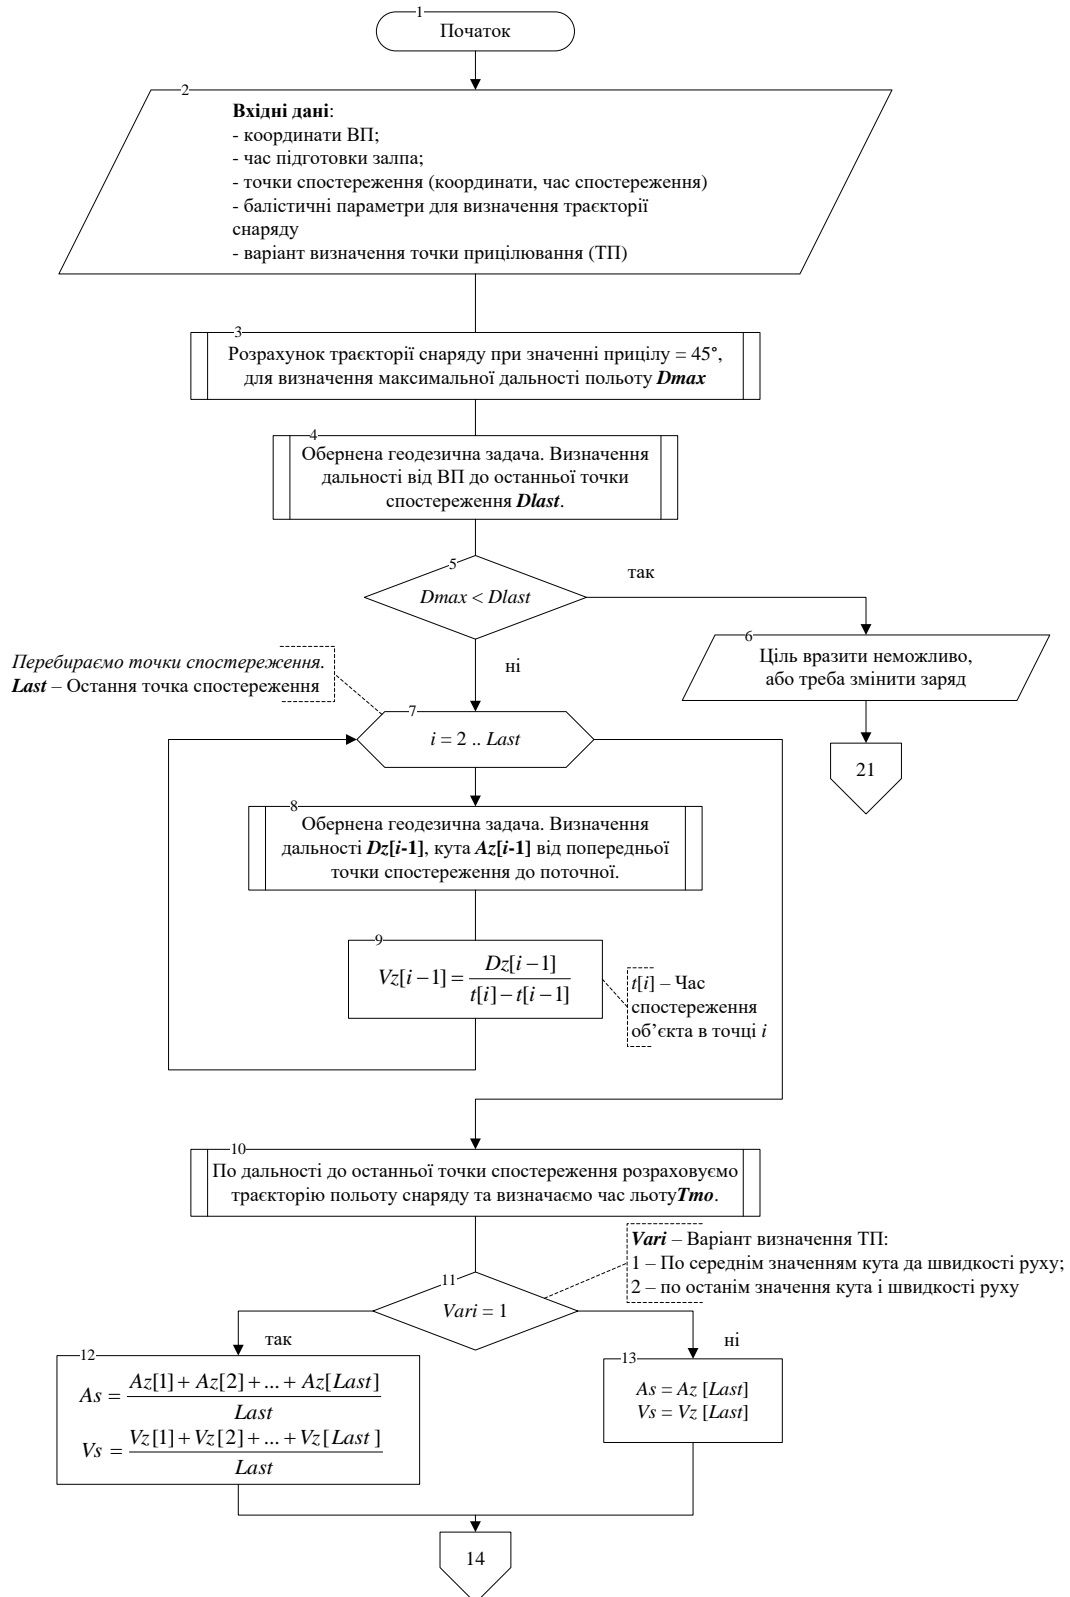 1
Початок
2
Вхідні дані:
- координати ВП;
- час підготовки залпа;
- точки спостереження (координати, час спостереження)
- балістичні параметри для визначення траєкторії
снаряду
- варіант визначення точки прицілювання (ТП)
3
Розрахунок траєкторії снаряду при значенні прицілу = 45°,
для визначення максимальної дальності польоту Dmax
4
Обернена геодезична задача. Визначення
дальності від ВП до останньої точки
спостереження Dlast.
5
Dmax < Dlast
так
ні
6
Ціль вразити неможливо,
або треба змінити заряд
21
Перебираємо точки спостереження.
Last – Остання точка спостереження
7
i = 2 .. Last
8
Обернена геодезична задача. Визначення
дальності Dz[i-1], кута Az[i-1] від попередньої
точки спостереження до поточної.
9
Vz[i−1] = Dz[i−1] / t[i]−t[i−1]
t[i] – Час
спостереження
об’єкта в точці i
10
По дальності до останньої точки спостереження розраховуємо
траєкторію польоту снаряду та визначаємо час льотуTmo.
Vari – Варіант визначення ТП:
1 – По середнім значенням кута да швидкості руху;
2 – по останім значення кута і швидкості руху
11
Vari = 1
так
ні
12
As = Az[1]+ Az[2]+...+ Az[Last] / Last
Vs = Vz[1]+Vz[2]+...+Vz[Last] / Last
13
As = Az [Last]
Vs = Vz [Last]
14